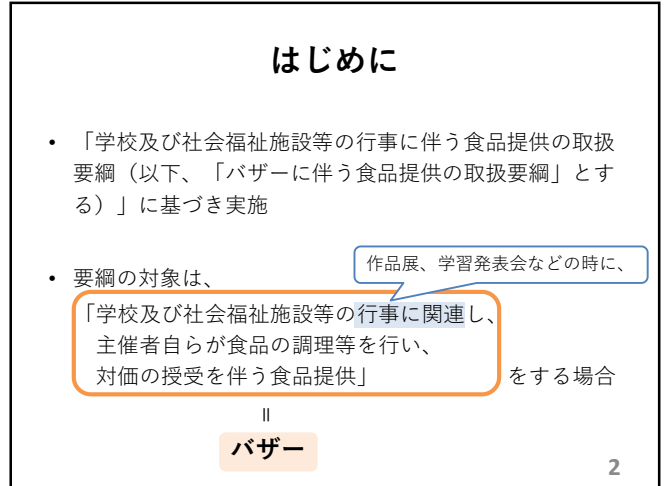 はじめに
• 「学校及び社会福祉施設等の行事に伴う食品提供の取扱
要綱（以下、「バザーに伴う食品提供の取扱要綱」とす
る）」に基づき実施
作品展、学習発表会などの時に、
• 要綱の対象は、
「学校及び社会福祉施設等の行事に関連し、
主催者自らが食品の調理等を行い、
対価の授受を伴う食品提供」 をする場合
＝
バザー
2